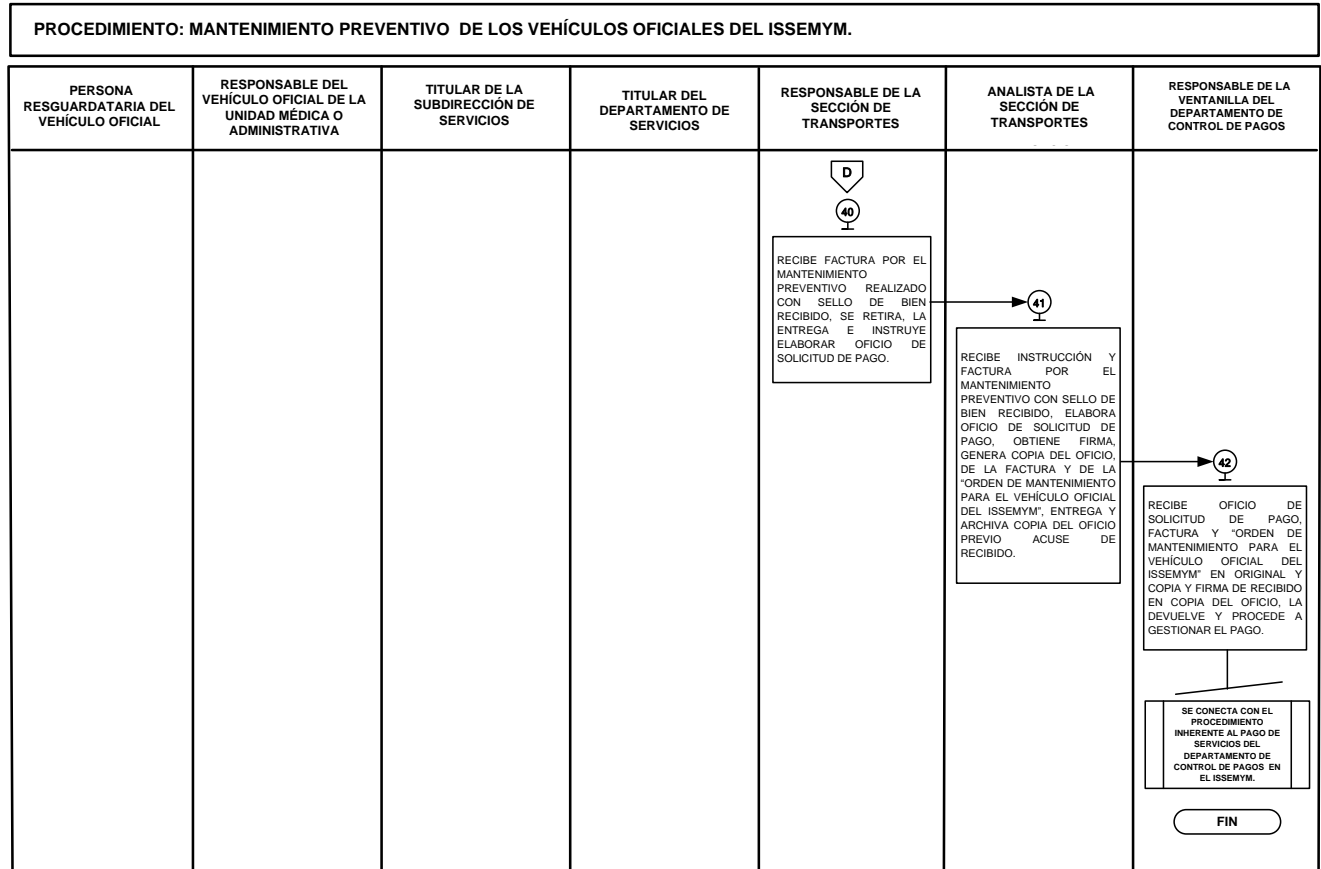 PROCEDIMIENTO: MANTENIMIENTO PREVENTIVO DE LOS VEHÍCULOS OFICIALES DEL ISSEMYM.
PERSONA
RESGUARDATARIA DEL
VEHÍCULO OFICIAL
RESPONSABLE DEL
VEHÍCULO OFICIAL DE LA
UNIDAD MÉDICA O
ADMINISTRATIVA
TITULAR DE LA
SUBDIRECCIÓN DE
SERVICIOS
TITULAR DEL
DEPARTAMENTO DE
SERVICIOS
RESPONSABLE DE LA
SECCIÓN DE
TRANSPORTES
ANALISTA DE LA
SECCIÓN DE
TRANSPORTES
RESPONSABLE DE LA
VENTANILLA DEL
DEPARTAMENTO DE
CONTROL DE PAGOS
D
40
RECIBE FACTURA POR EL
MANTENIMIENTO
PREVENTIVO REALIZADO
CON SELLO DE BIEN
RECIBIDO, SE RETIRA, LA
ENTREGA E INSTRUYE
ELABORAR OFICIO DE
SOLICITUD DE PAGO.
41
RECIBE INSTRUCCIÓN Y
FACTURA POR EL
MANTENIMIENTO
PREVENTIVO CON SELLO DE
BIEN RECIBIDO, ELABORA
OFICIO DE SOLICITUD DE
PAGO, OBTIENE FIRMA,
GENERA COPIA DEL OFICIO,
DE LA FACTURA Y DE LA
“ORDEN DE MANTENIMIENTO
PARA EL VEHÍCULO OFICIAL
DEL ISSEMYM”, ENTREGA Y
ARCHIVA COPIA DEL OFICIO
PREVIO ACUSE DE
RECIBIDO.
42
RECIBE OFICIO DE
SOLICITUD DE PAGO,
FACTURA Y “ORDEN DE
MANTENIMIENTO PARA EL
VEHÍCULO OFICIAL DEL
ISSEMYM” EN ORIGINAL Y
COPIA Y FIRMA DE RECIBIDO
EN COPIA DEL OFICIO, LA
DEVUELVE Y PROCEDE A
GESTIONAR EL PAGO.
SE CONECTA CON EL
PROCEDIMIENTO
INHERENTE AL PAGO DE
SERVICIOS DEL
DEPARTAMENTO DE
CONTROL DE PAGOS EN
EL ISSEMYM.
FIN